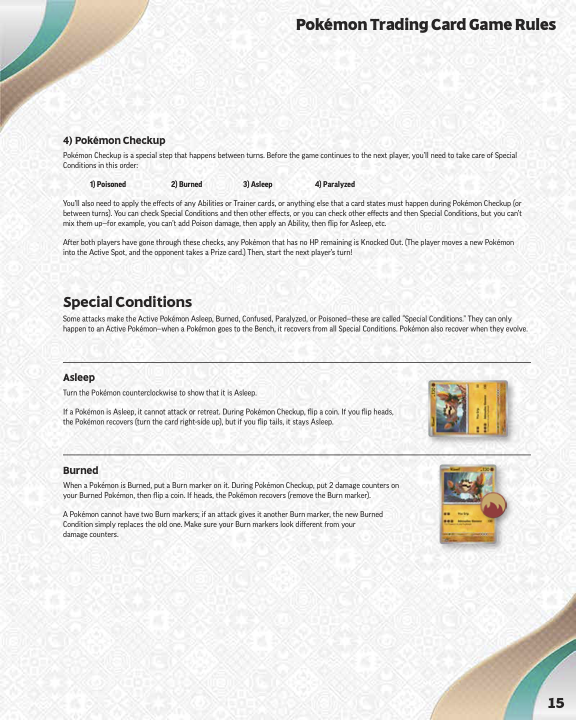 Pokémon Trading Card Game Rules
4) Pokémon Checkup
Pokémon Checkup is a special step that happens between turns. Before the game continues to the next player, you'll need to take care of Special
Conditions in this order:
1) Poisoned 2) Burned 3) Asleep 4) Paralyzed
You'll also need to apply the effects of any Abilities or Trainer cards, or anything else that a card states must happen during Pokémon Checkup (or
between turns). You can check Special Conditions and then other effects, or you can check other effects and then Special Conditions, but you can't
mix them up—for example, you can't add Poison damage, then apply an Ability, then flip for Asleep, etc.
After both players have gone through these checks, any Pokémon that has no HP remaining is Knocked Out. (The player moves a new Pokémon
into the Active Spot, and the opponent takes a Prize card.) Then, start the next player's turn!
Special Conditions
Some attacks make the Active Pokémon Asleep, Burned, Confused, Paralyzed, or Poisoned—these are called "Special Conditions." They can only
happen to an Active Pokémon—when a Pokémon goes to the Bench, it recovers from all Special Conditions. Pokémon also recover when they evolve.
Asleep
Turn the Pokémon counterclockwise to show that it is Asleep.
If a Pokémon is Asleep, it cannot attack or retreat. During Pokémon Checkup, flip a coin. If you flip heads,
the Pokémon recovers (turn the card right-side up), but if you flip tails, it stays Asleep.
Burned
When a Pokémon is Burned, put a Burn marker on it. During Pokémon Checkup, put 2 damage counters on
your Burned Pokémon, then flip a coin. If heads, the Pokémon recovers (remove the Burn marker).
A Pokémon cannot have two Burn markers; if an attack gives it another Burn marker, the new Burned
Condition simply replaces the old one. Make sure your Burn markers look different from your
damage counters.
15